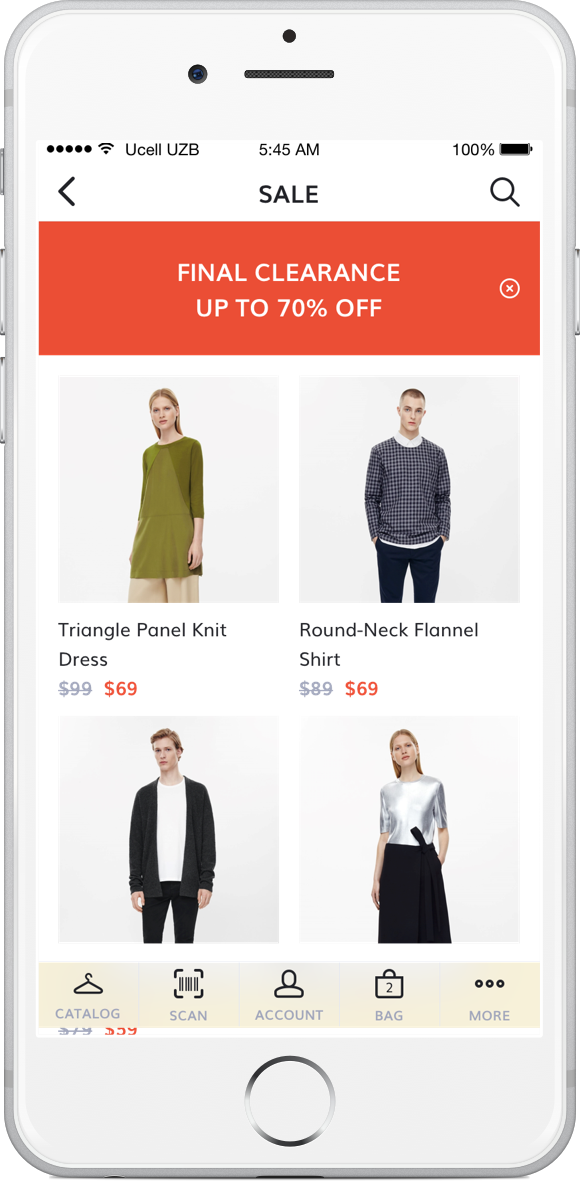 Ucell UZB 5:45 AM 100%
SALE
FINAL CLEARANCE
UP TO 70% OFF
Triangle Panel Knit
Dress
$99 $69
Round-Neck Flannel
Shirt
$89 $69
CATALOG SCAN ACCOUNT 2 BAG MORE
$79 $59